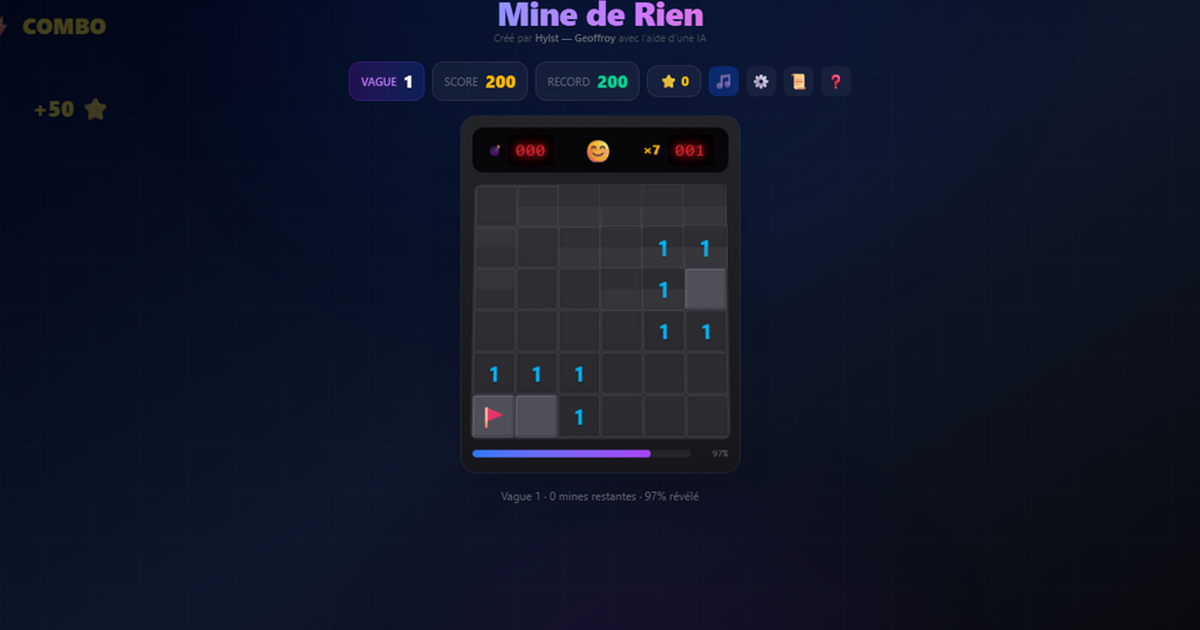 COMBO
Mine de Rien
Créé par Hylst — Geoffroy avec l'aide d'une IA
VAGUE 1 SCORE 200 RECORD 200 0 ?
+50
000 ×7 001
1 1
1
1 1
1 1 1
1
97%
Vague 1 · 0 mines restantes · 97% révélé